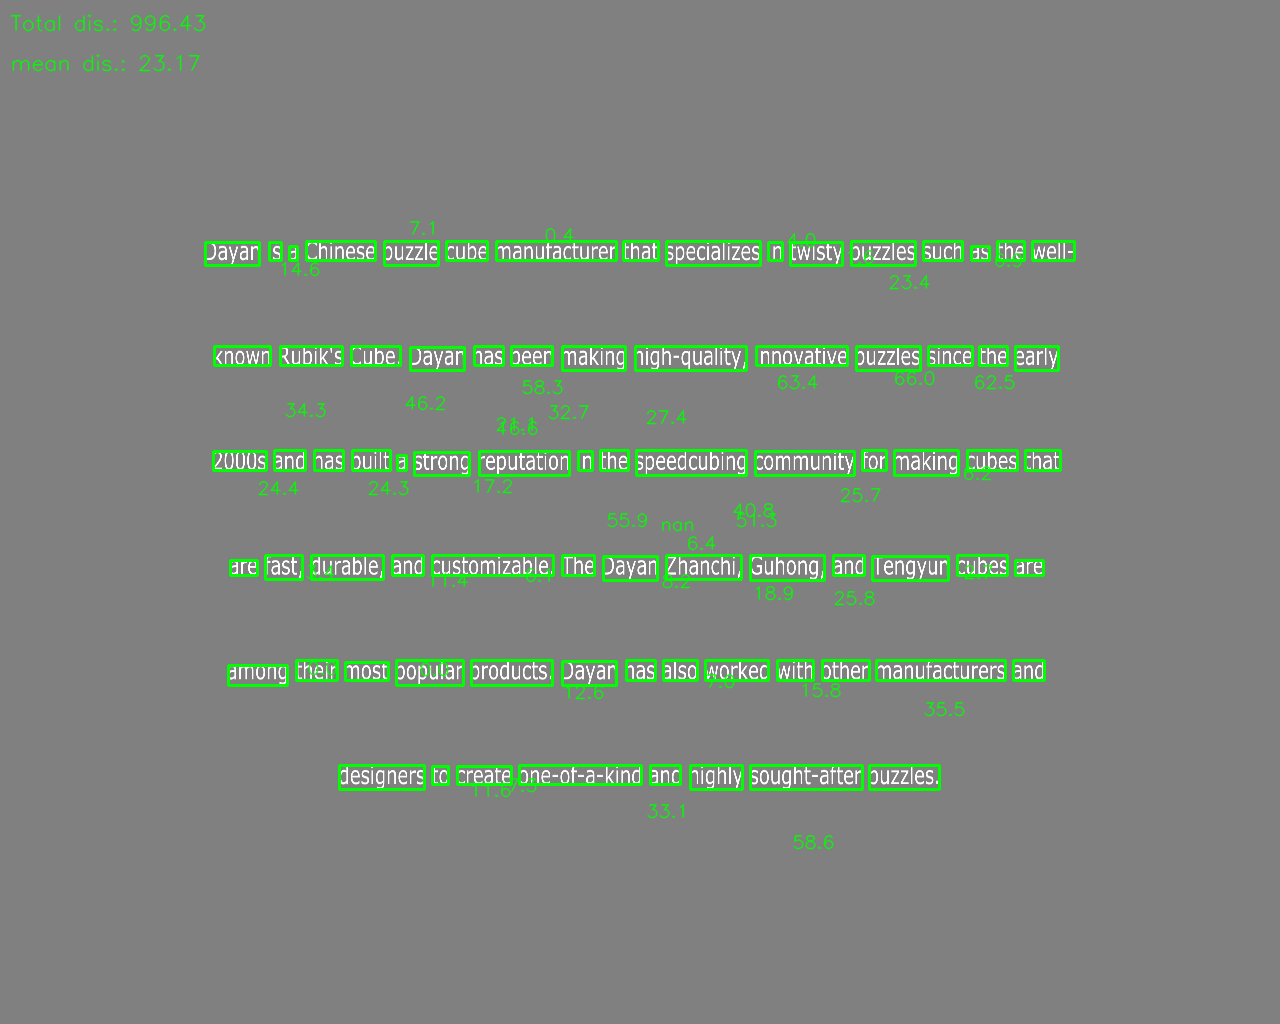 Total dis.: 996.43
mean dis.: 23.17
7.1 0.4 4.0
Dayan is a Chinese puzzle cube manufacturer that specializes in twisty puzzles such as the well-
14.6 23.4
known Rubik's Cube. Dayan has been making high-quality, innovative puzzles since the early
58.3 63.4 66.0 62.5
34.3 46.2 32.7 27.4
2000s and has built a strong reputation in the speedcubing community for making cubes that
24.4 24.3 17.2 25.7
55.9 nan 40.8 51.3
6.4
are fast, durable, and customizable. The Dayan Zhanchi, Guhong, and Tengyun cubes are
11.4 18.9 25.8
among their most popular products. Dayan has also worked with other manufacturers and
12.6 15.8
35.5
designers to create one-of-a-kind and highly sought-after puzzles.
33.1
58.6